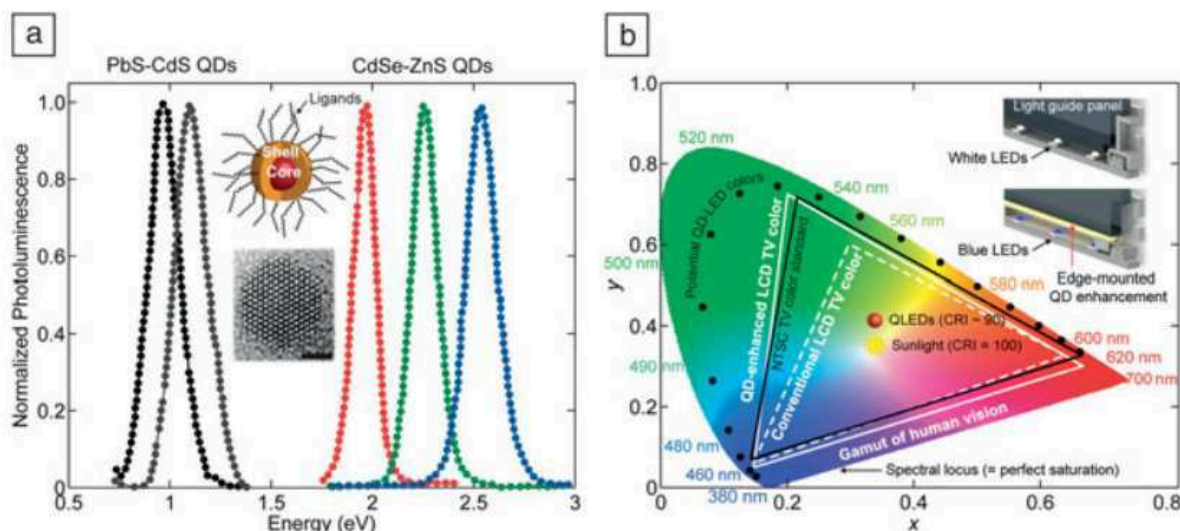 a
PbS-CdS QDs
CdSe-ZnS QDs
Normalized Photoluminescence
1.0
0.8
0.6
0.4
0.2
0
Ligands
Shell
Core
0.5
1
1.5
2
2.5
3
Energy (eV)
b
y
1.0
0.8
0.6
0.4
0.2
0
Light guide panel
White LEDs
Blue LEDs
Edge-mounted
QD enhancement
520 nm
540 nm
560 nm
580 nm
600 nm
620 nm
700 nm
500 nm
490 nm
480 nm
460 nm
380 nm
Potential QD-LED colors
QD-enhanced LCD TV color
NTSC TV color standard
Conventional LCD TV color
QLEDs (CRI ~ 90)
Sunlight (CRI = 100)
Gamut of human vision
Spectral locus (= perfect saturation)
0
0.2
0.4
0.6
0.8
x